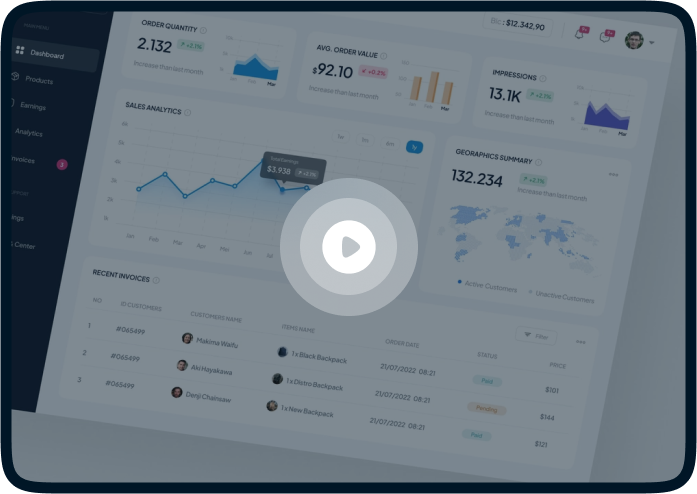 Dashboard
Products
Earnings
Analytics
nvoices
2
ngs
Center
: $12,342,90
ORDER QUANTITY
2.132
+2.1%
Increase than last month
AVG. ORDER VALUE
$92.10
Increase than last month
Mar
IMPRESSIONS
13.1K
+2.1%
Increase than last month
Mar
SALES ANALYTICS
1y
$3,938
+2.1%
Jan
Feb
Mar
Apr
May
Jun
Jul
GEOGRAPHICS SUMMARY
132.234
+2.1%
Increase than last month
Active Customers
Unactive Customers
RECENT INVOICES
Filter
NO
ID CUSTOMERS
CUSTOMERS NAME
ITEMS NAME
ORDER DATE
STATUS
PRICE
1
#065499
Makima Waifu
1 x Black Backpack
21/07/2022 08:21
Paid
$101
2
#065499
Aki Hayakawa
1 x Distro Backpack
21/07/2022 08:21
Pending
$144
3
#065499
Denji Chainsaw
1 x New Backpack
21/07/2022 08:21
Paid
$121